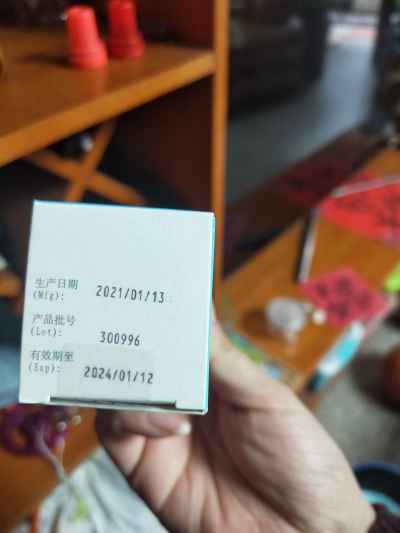 生产日期
(Mfg): 2021/01/13
产品批号
(Lot): 300996
有效期至
(Exp): 2024/01/12